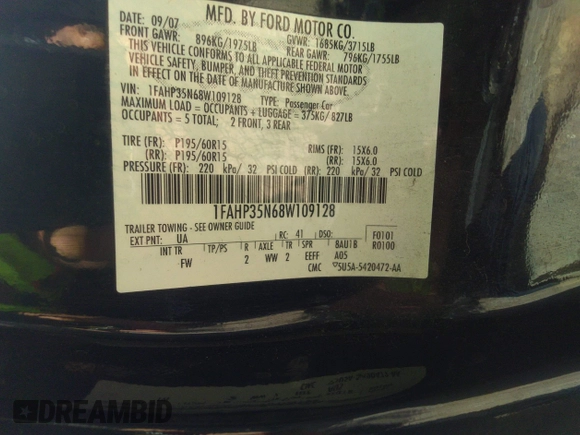 MFD. BY FORD MOTOR CO.
DATE: 09/07 GVWR: 1685KG/3715LB
FRONT GAWR: 896KG/1975LB REAR GAWR: 796KG/1755LB
THIS VEHICLE CONFORMS TO ALL APPLICABLE FEDERAL MOTOR
VEHICLE SAFETY, BUMPER, AND THEFT PREVENTION STANDARDS
IN EFFECT ON THE DATE OF MANUFACTURE SHOWN ABOVE.
VIN: 1FAHP35N68W109128 TYPE: Passenger Car
MAXIMUM LOAD = OCCUPANTS + LUGGAGE = 375KG/827LB
OCCUPANTS = 5 TOTAL; 2 FRONT, 3 REAR
TIRE (FR): P195/60R15 RIMS (FR): 15X6.0
(RR): P195/60R15 (RR): 15X6.0
PRESSURE (FR): 220 kPa/ 32 PSI COLD (RR): 220 kPa/ 32 PSI COLD
1FAHP35N68W109128
TRAILER TOWING - SEE OWNER GUIDE
EXT PNT: UA RC: 41 DSO: F0101
INT TR TP/PS R AXLE TR SPR 8AU1B R0100
FW 2 WW 2 EEFF A05
CMC 5U5A-5420472-AA
DREAMBID